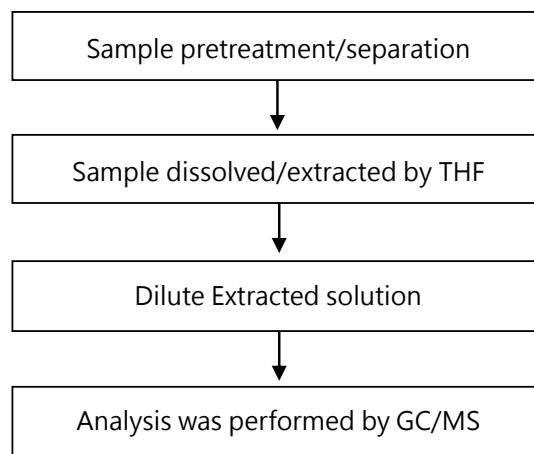 Sample pretreatment/separation
Sample dissolved/extracted by THF
Dilute Extracted solution
Analysis was performed by GC/MS